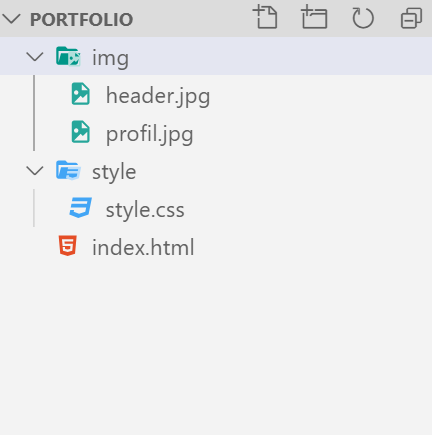 PORTFOLIO
img
header.jpg
profil.jpg
style
style.css
index.html